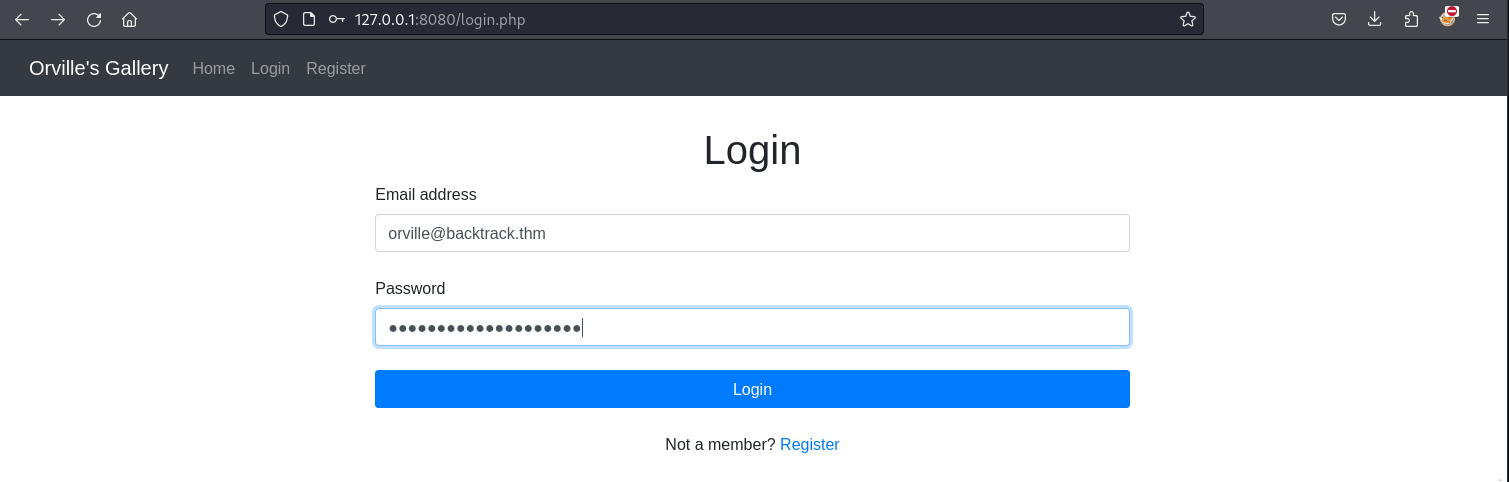 127.0.0.1:8080/login.php
Orville's Gallery Home Login Register
Login
Email address
orville@backtrack.thm
Password
●●●●●●●●●●●●●●●●●●●●
Login
Not a member? Register